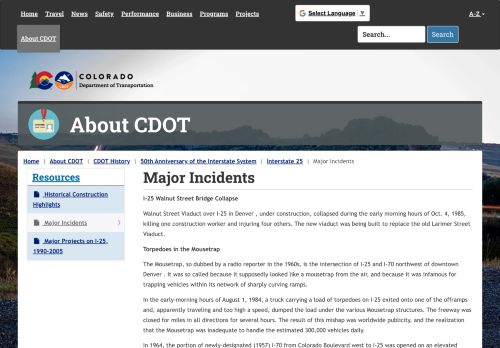 Home Travel News Safety Performance Business Programs Projects
Select Language ▼
A-Z
About CDOT
Search...
Search
COLORADO
Department of Transportation
About CDOT
Home | About CDOT | CDOT History | 50th Anniversary of the Interstate System | Interstate 25 | Major Incidents
Resources
Historical Construction
Highlights
Major Incidents
Major Projects on I-25,
1990-2005
Major Incidents
I-25 Walnut Street Bridge Collapse
Walnut Street Viaduct over I-25 in Denver , under construction, collapsed during the early morning hours of Oct. 4, 1985,
killing one construction worker and injuring four others. The new viaduct was being built to replace the old Larimer Street
Viaduct.
Torpedoes in the Mousetrap
The Mousetrap, so dubbed by a radio reporter in the 1960s, is the intersection of I-25 and I-70 northwest of downtown
Denver . It was so called because it supposedly looked like a mousetrap from the air, and because it was infamous for
trapping vehicles within its network of sharply curving ramps.
In the early-morning hours of August 1, 1984, a truck carrying a load of torpedoes on I-25 exited onto one of the offramps
and, apparently traveling and too high a speed, dumped the load under the various Mousetrap structures. The freeway was
closed for miles in all directions for several hours. The result of this mishap was worldwide publicity, and the realization
that the Mousetrap was inadequate to handle the estimated 300,000 vehicles daily.
In 1964, the portion of newly-designated (1957) I-70 from Colorado Boulevard west to I-25 was opened on an elevated